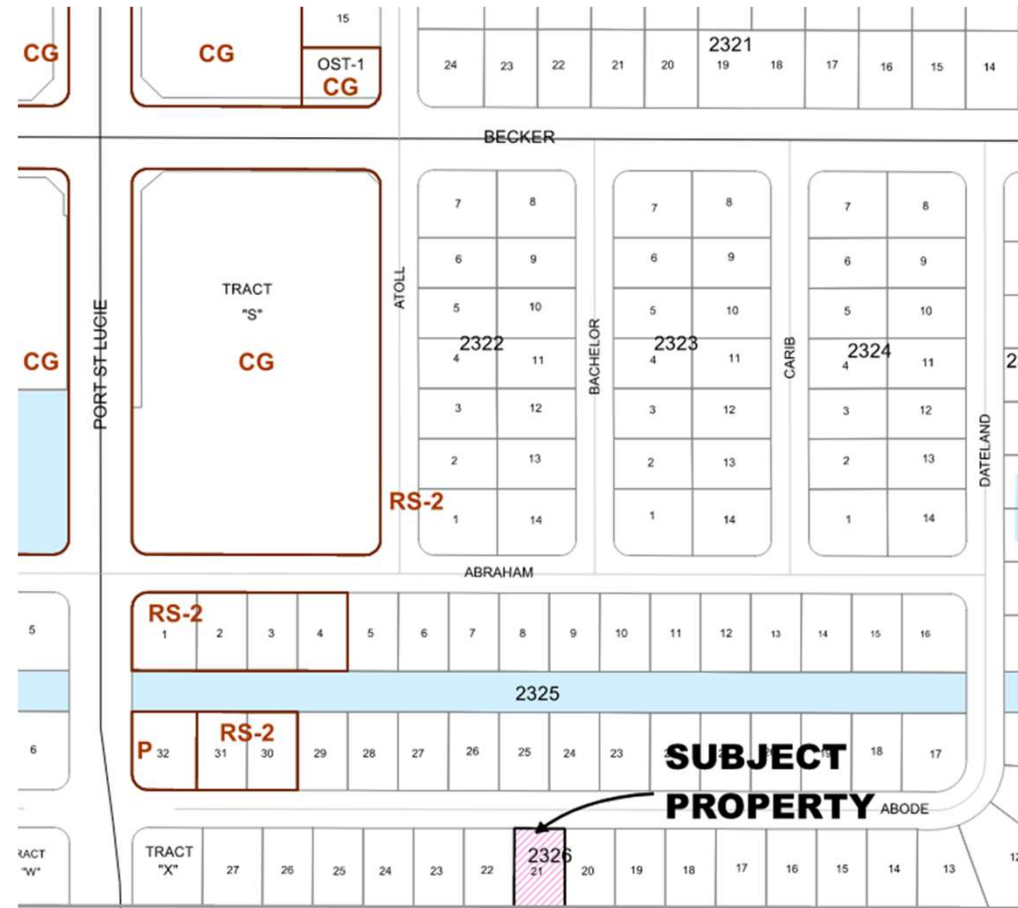 15
CG
CG
OST-1
CG
2321
24 23 22 21 20 19 18 17 16 15 14
BECKER
7 8 7 8 7 8
6 9 6 9 6 9
ATOLL
TRACT
"S"
5 10 5 10 5 10
PORT ST LUCIE
BACHELOR
CARIB
2322 2323 2324
CG
CG
4 11 4 11 4 11
3 12 3 12 3 12
DATELAND
2 13 2 13 2 13
RS-2
1 14 1 14 1 14
ABRAHAM
RS-2
5 1 2 3 4 5 6 7 8 9 10 11 12 13 14 15 16
2325
RS-2
6 P 32 31 30 29 28 27 26 25 24 23 18 17
SUBJECT
PROPERTY
ABODE
TRACT
"X"
RACT
"W"
2326
27 26 25 24 23 22 21 20 19 18 17 16 15 14 13